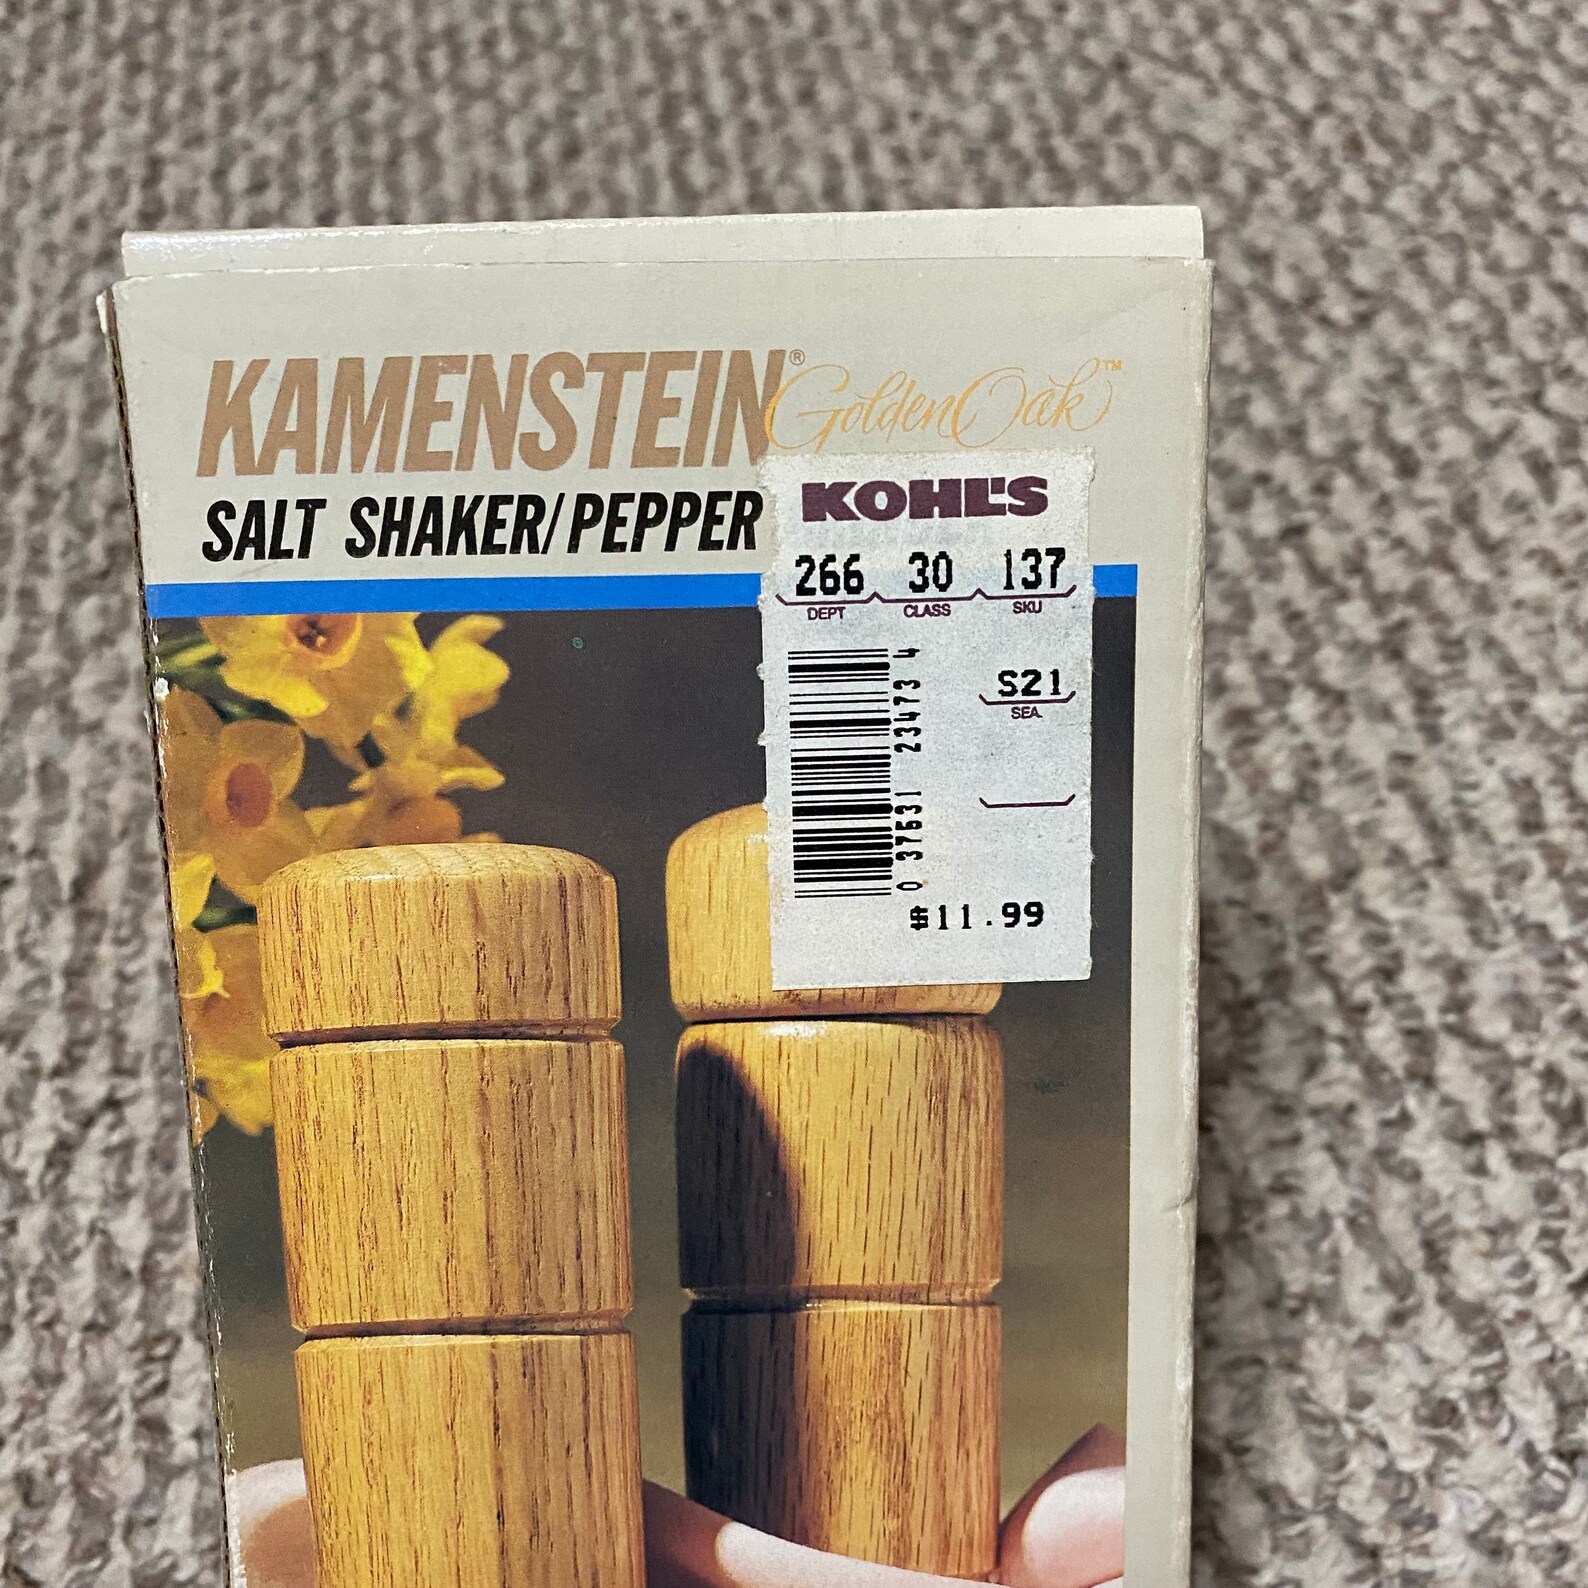 KAMENSTEIN® Golden Oak™
SALT SHAKER/PEPPER
KOHL'S
266 30 137
DEPT CLASS SKU
S21
SEA.
0 37631 23473 4
$11.99